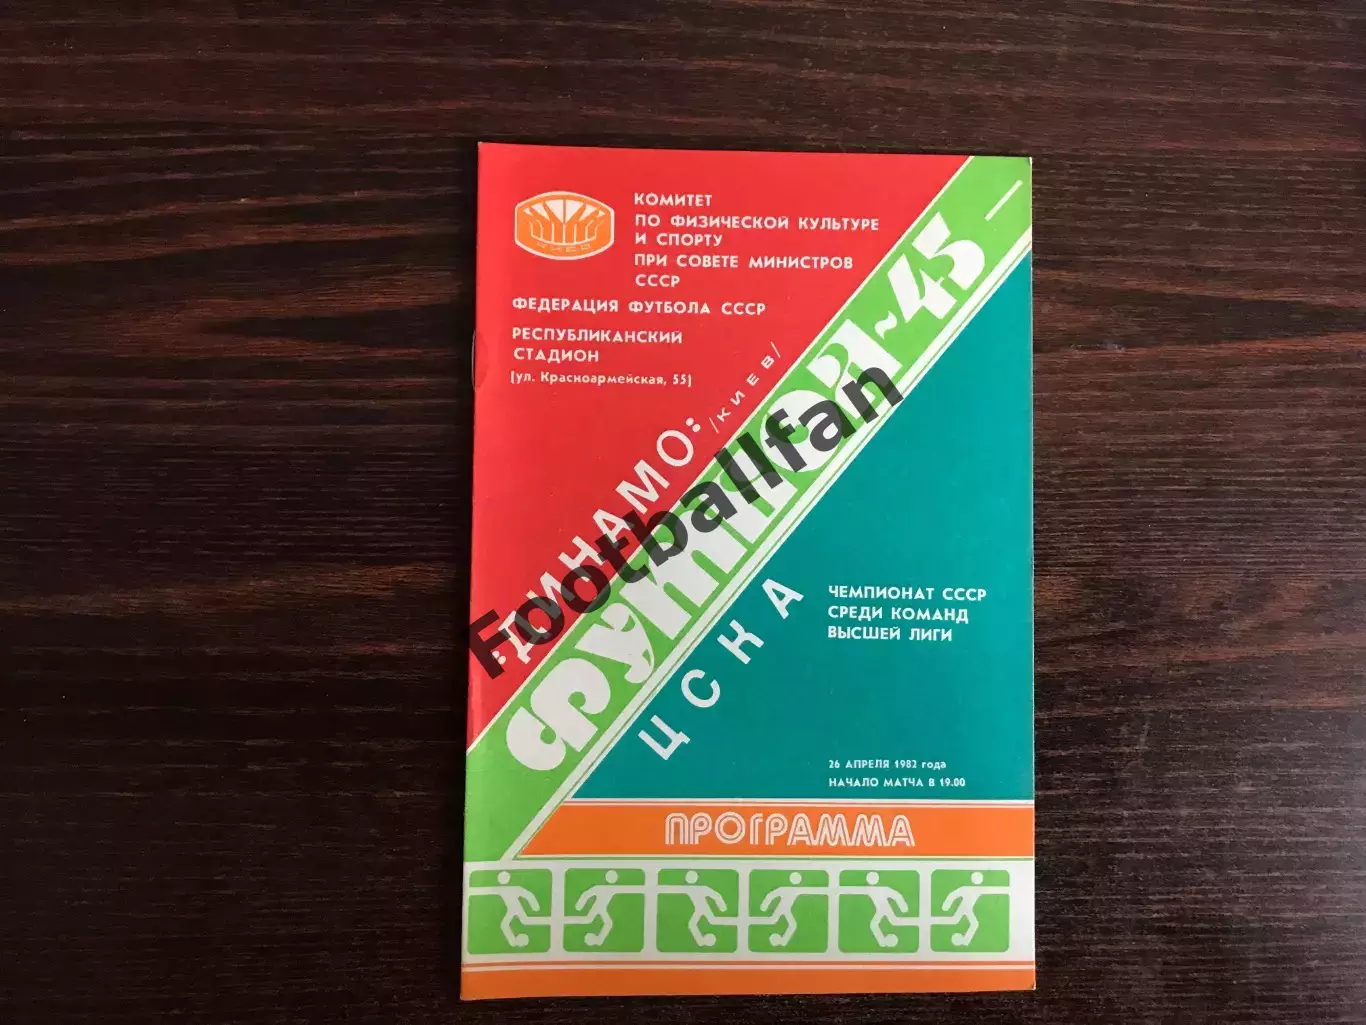 КИЕВ
КОМИТЕТ
ПО ФИЗИЧЕСКОЙ КУЛЬТУРЕ
И СПОРТУ
ПРИ СОВЕТЕ МИНИСТРОВ
СССР
ФЕДЕРАЦИЯ ФУТБОЛА СССР
РЕСПУБЛИКАНСКИЙ
СТАДИОН
[ул. Красноармейская, 55]
:ДИНАМО:
/КИЕВ/
ФУТБОЛ-45
ЦСКА
Footballfan
ЧЕМПИОНАТ СССР
СРЕДИ КОМАНД
ВЫСШЕЙ ЛИГИ
26 АПРЕЛЯ 1982 года
НАЧАЛО МАТЧА В 19.00
ПРОГРАММА